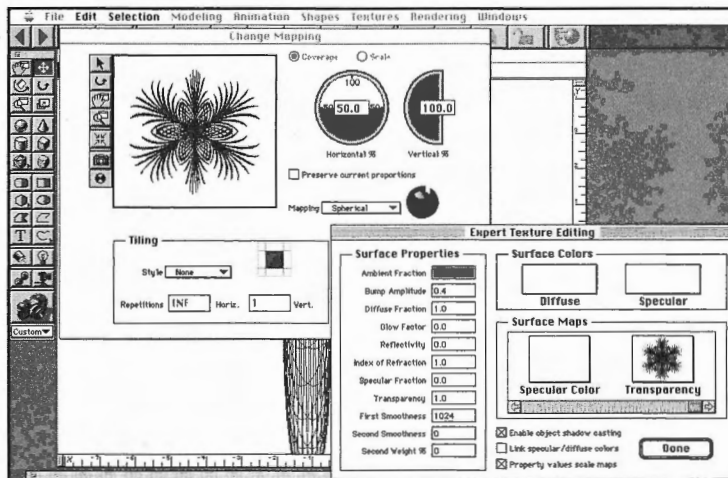 File Edit Selection Modeling Animation Shapes Textures Rendering Windows
Change Mapping
Coverage Scale
100
50 50.0 50
100.0
Horizontal % Vertical %
Preserve current proportions
Mapping Spherical
Tiling
Style None
Repetitions INF Horiz. 1 Vert.
Custom
T
Expert Texture Editing
Surface Properties
Ambient Fraction
Bump Amplitude 0.4
Diffuse Fraction 1.0
Glow Factor 0.0
Reflectivity 0.0
Index of Refraction 1.0
Specular Fraction 0.0
Transparency 1.0
First Smoothness 1024
Second Smoothness 0
Second Weight % 0
Surface Colors
Diffuse Specular
Surface Maps
Specular Color Transparency
Enable object shadow casting
Link specular/diffuse colors
Property values scale maps
Done